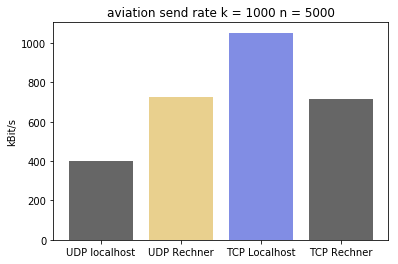 aviation send rate k = 1000 n = 5000
kBit/s
1000
800
600
400
200
0
UDP localhost UDP Rechner TCP Localhost TCP Rechner